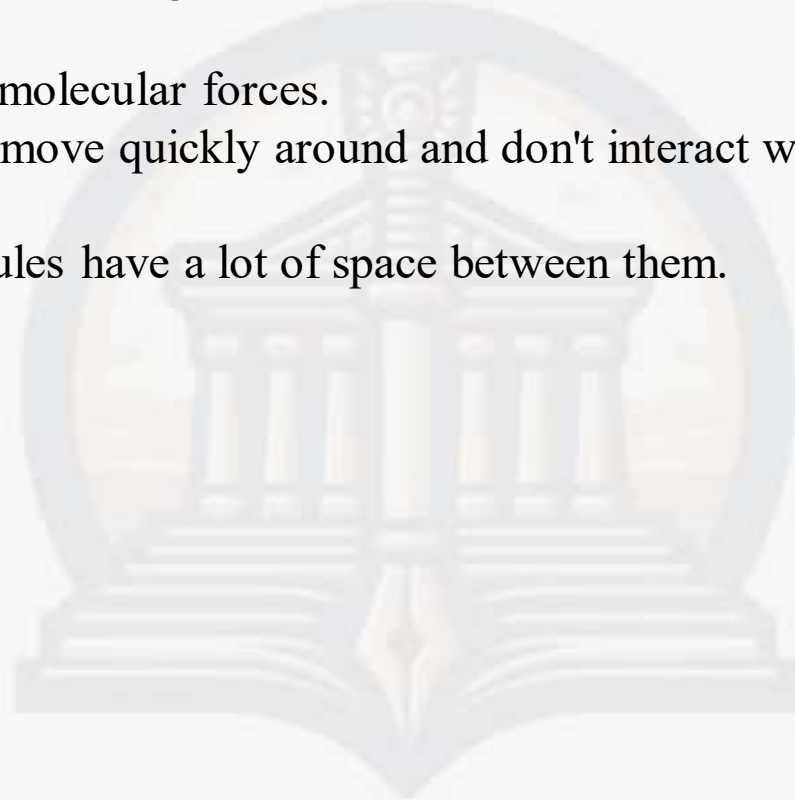 molecular forces.
move quickly around and don't interact w
ules have a lot of space between them.